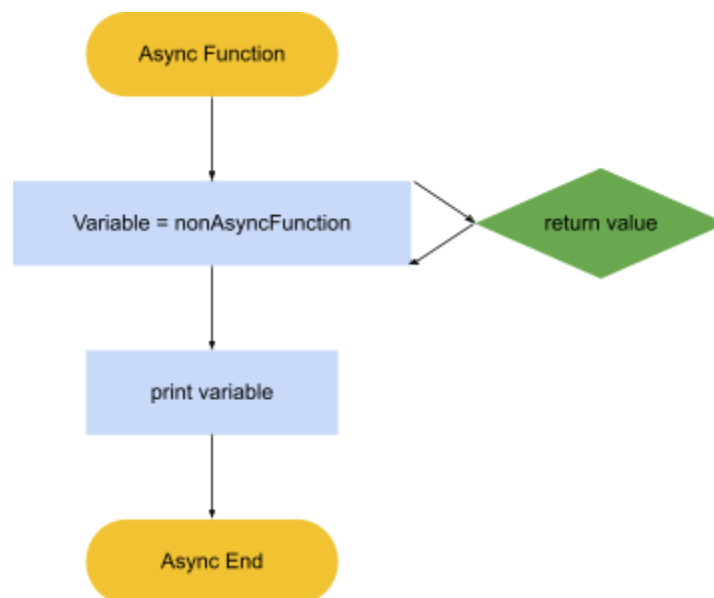 Async Function
Variable = nonAsyncFunction
return value
print variable
Async End